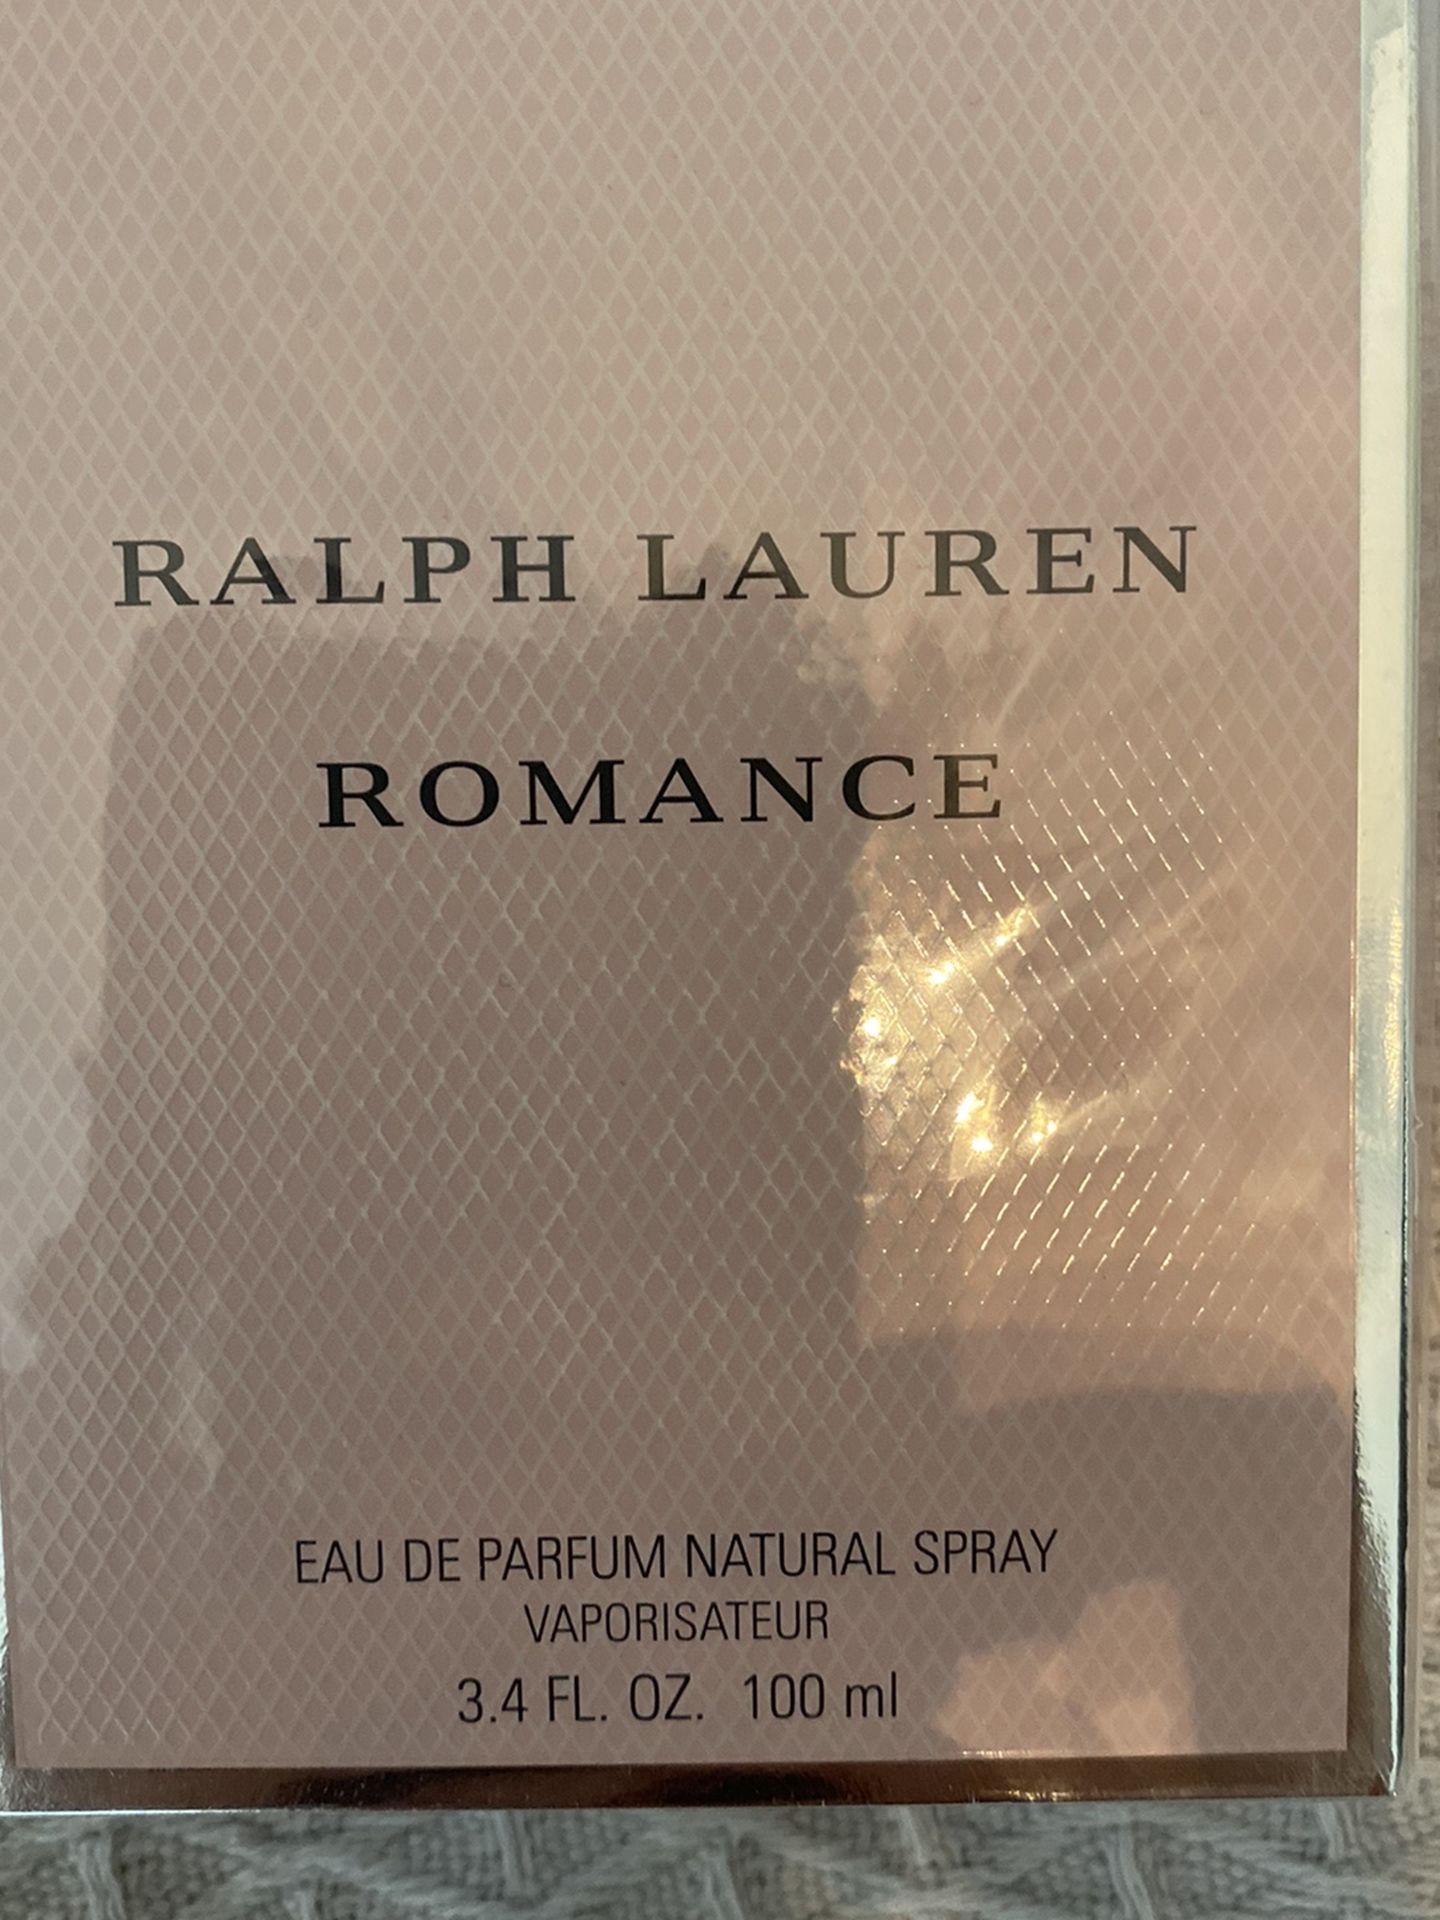 RALPH LAUREN
ROMANCE
EAU DE PARFUM NATURAL SPRAY
VAPORISATEUR
3.4 FL. OZ. 100 ml